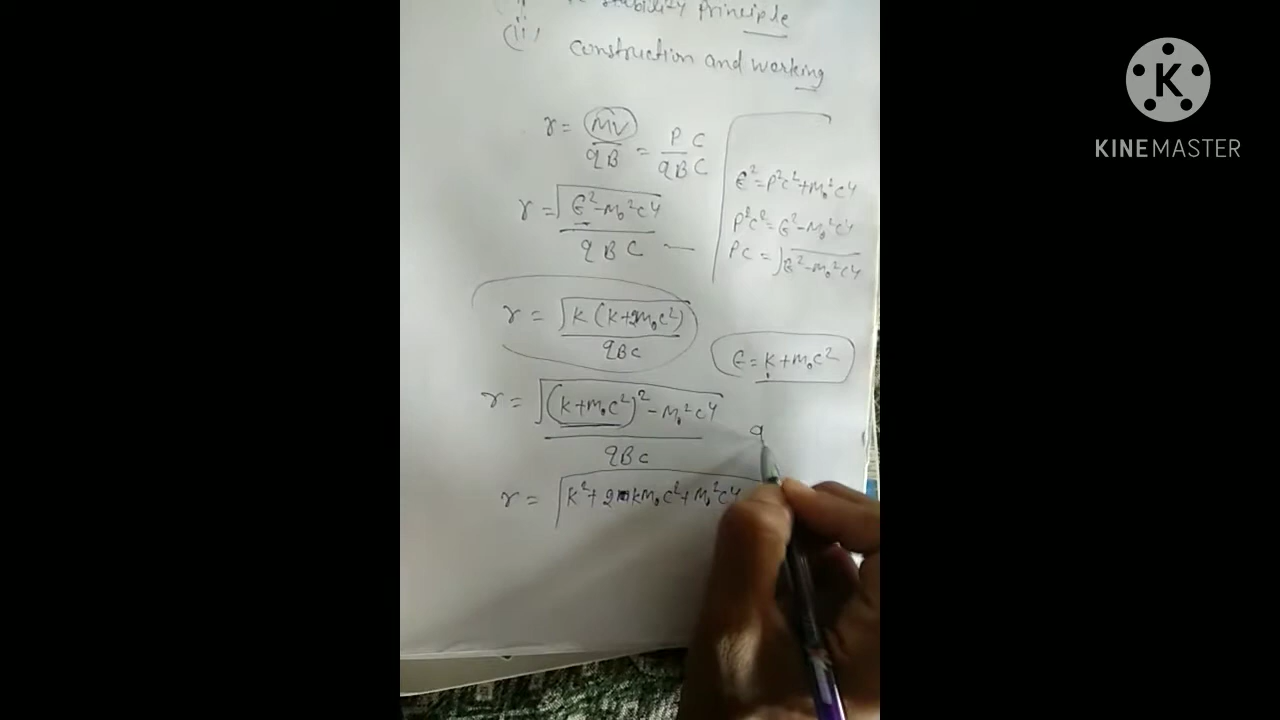 stability principle
(ii) construction and working
r = MV / qB = PC / qBC
r = √(E² - M₀²c⁴) / qBC
E² = P²c² + M₀²c⁴
P²c² = E² - M₀²c⁴
PC = √(E² - M₀²c⁴)
r = √(K(K+2M₀c²)) / qBc
E = K + M₀c²
r = √((K+M₀c²)² - M₀²c⁴) / qBc
q
r = √(K² + 2KM₀c² + M₀²c⁴
K
KINEMASTER